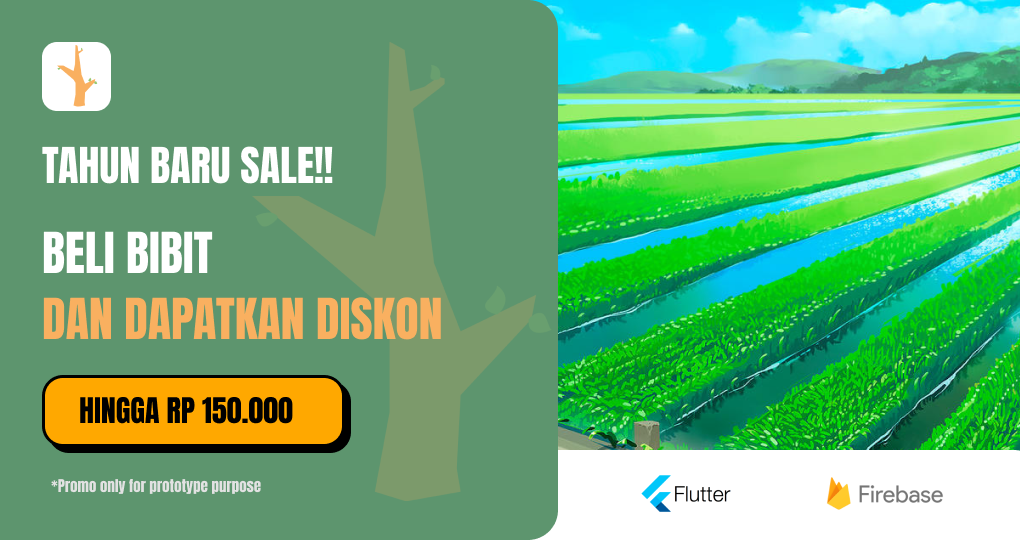 TAHUN BARU SALE!!
BELI BIBIT
DAN DAPATKAN DISKON
HINGGA RP 150.000
*Promo only for prototype purpose
Flutter
Firebase